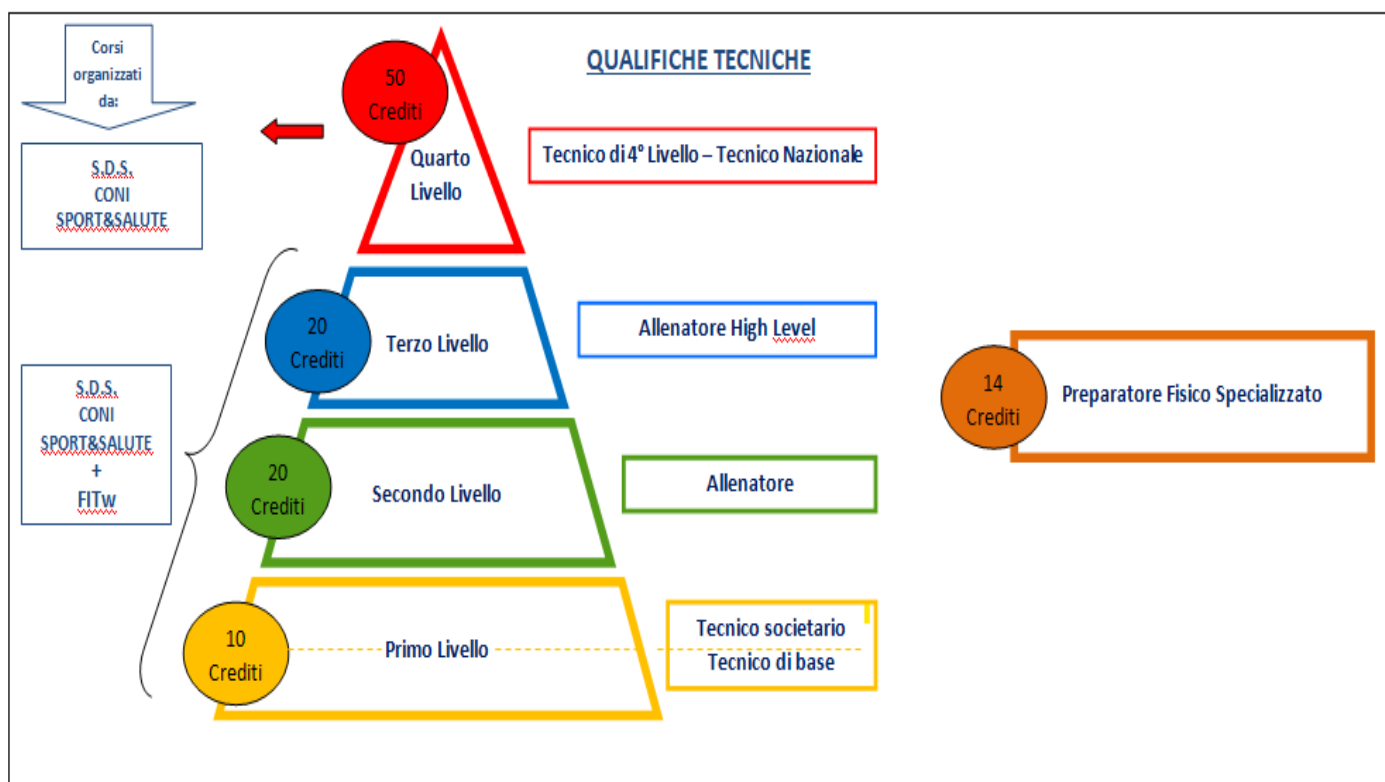 QUALIFICHE TECNICHE
Corsi
organizzati
da:
S.D.S.
CONI
SPORT&SALUTE
50
Crediti
Quarto
Livello
Tecnico di 4° Livello – Tecnico Nazionale
20
Crediti
Terzo Livello
Allenatore High Level
14
Crediti
Preparatore Fisico Specializzato
S.D.S.
CONI
SPORT&SALUTE
+
FITw
20
Crediti
Secondo Livello
Allenatore
10
Crediti
Primo Livello
Tecnico societario
Tecnico di base